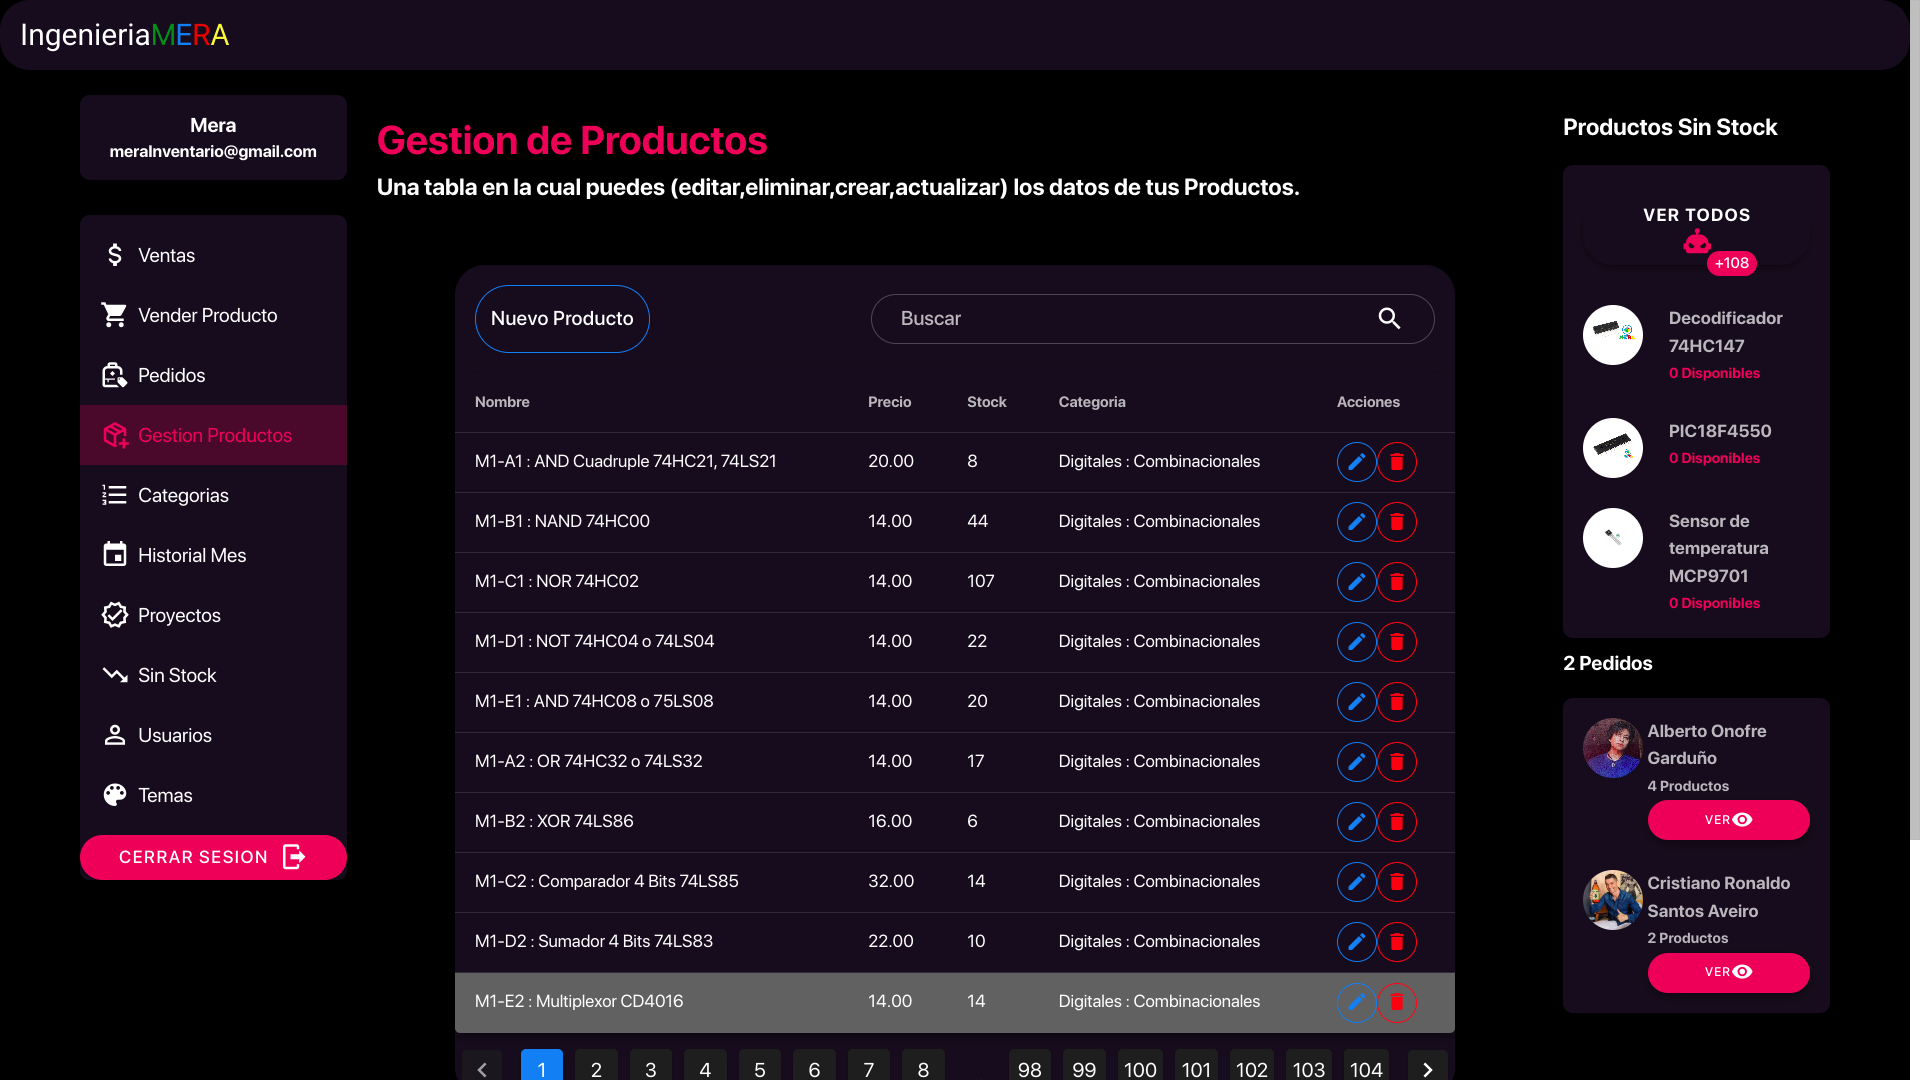 IngenieriaMERA
Mera
meraInventario@gmail.com
Ventas
Vender Producto
Pedidos
Gestion Productos
Categorias
Historial Mes
Proyectos
Sin Stock
Usuarios
Temas
CERRAR SESION
Gestion de Productos
Una tabla en la cual puedes (editar,eliminar,crear,actualizar) los datos de tus Productos.
Nuevo Producto
Buscar
Nombre Precio Stock Categoria Acciones
M1-A1 : AND Cuadruple 74HC21, 74LS21 20.00 8 Digitales : Combinacionales
M1-B1 : NAND 74HC00 14.00 44 Digitales : Combinacionales
M1-C1 : NOR 74HC02 14.00 107 Digitales : Combinacionales
M1-D1 : NOT 74HC04 o 74LS04 14.00 22 Digitales : Combinacionales
M1-E1 : AND 74HC08 o 75LS08 14.00 20 Digitales : Combinacionales
M1-A2 : OR 74HC32 o 74LS32 14.00 17 Digitales : Combinacionales
M1-B2 : XOR 74LS86 16.00 6 Digitales : Combinacionales
M1-C2 : Comparador 4 Bits 74LS85 32.00 14 Digitales : Combinacionales
M1-D2 : Sumador 4 Bits 74LS83 22.00 10 Digitales : Combinacionales
M1-E2 : Multiplexor CD4016 14.00 14 Digitales : Combinacionales
1 2 3 4 5 6 7 8 98 99 100 101 102 103 104
Productos Sin Stock
VER TODOS
+108
Decodificador
74HC147
0 Disponibles
PIC18F4550
0 Disponibles
Sensor de
temperatura
MCP9701
0 Disponibles
2 Pedidos
Alberto Onofre
Garduño
4 Productos
VER
Cristiano Ronaldo
Santos Aveiro
2 Productos
VER